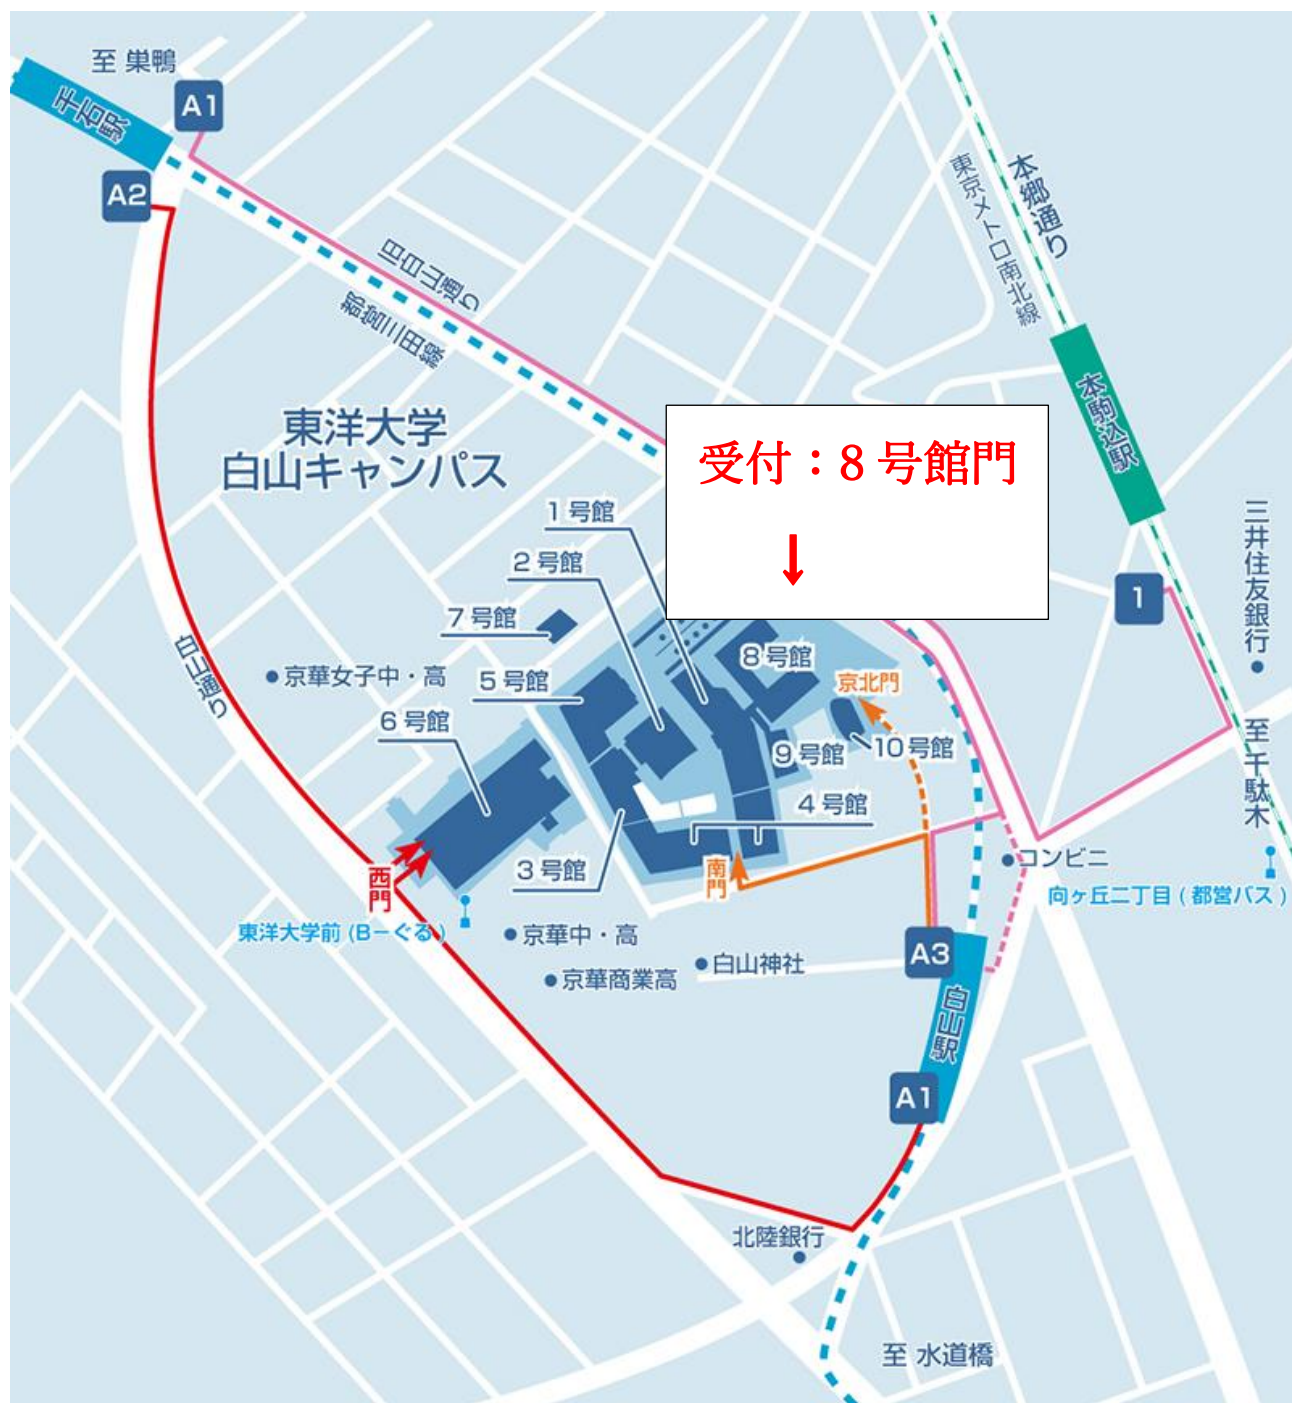 至 巣鴨
A1
千石駅
A2
本郷通り
東京メトロ南北線
旧白山通り
都営三田線
本駒込駅
東洋大学
白山キャンパス
受付：8 号館門
↓
1 号館
2 号館
7 号館
5 号館
6 号館
8 号館
京北門
10 号館
9 号館
4 号館
3 号館
南門
1
三井住友銀行
至 千駄木
京華女子中・高
白山通り
西門
東洋大学前 (B－ぐる)
コンビニ
向ヶ丘二丁目 ( 都営バス )
京華中・高
京華商業高
白山神社
A3
白山駅
A1
北陸銀行
至 水道橋